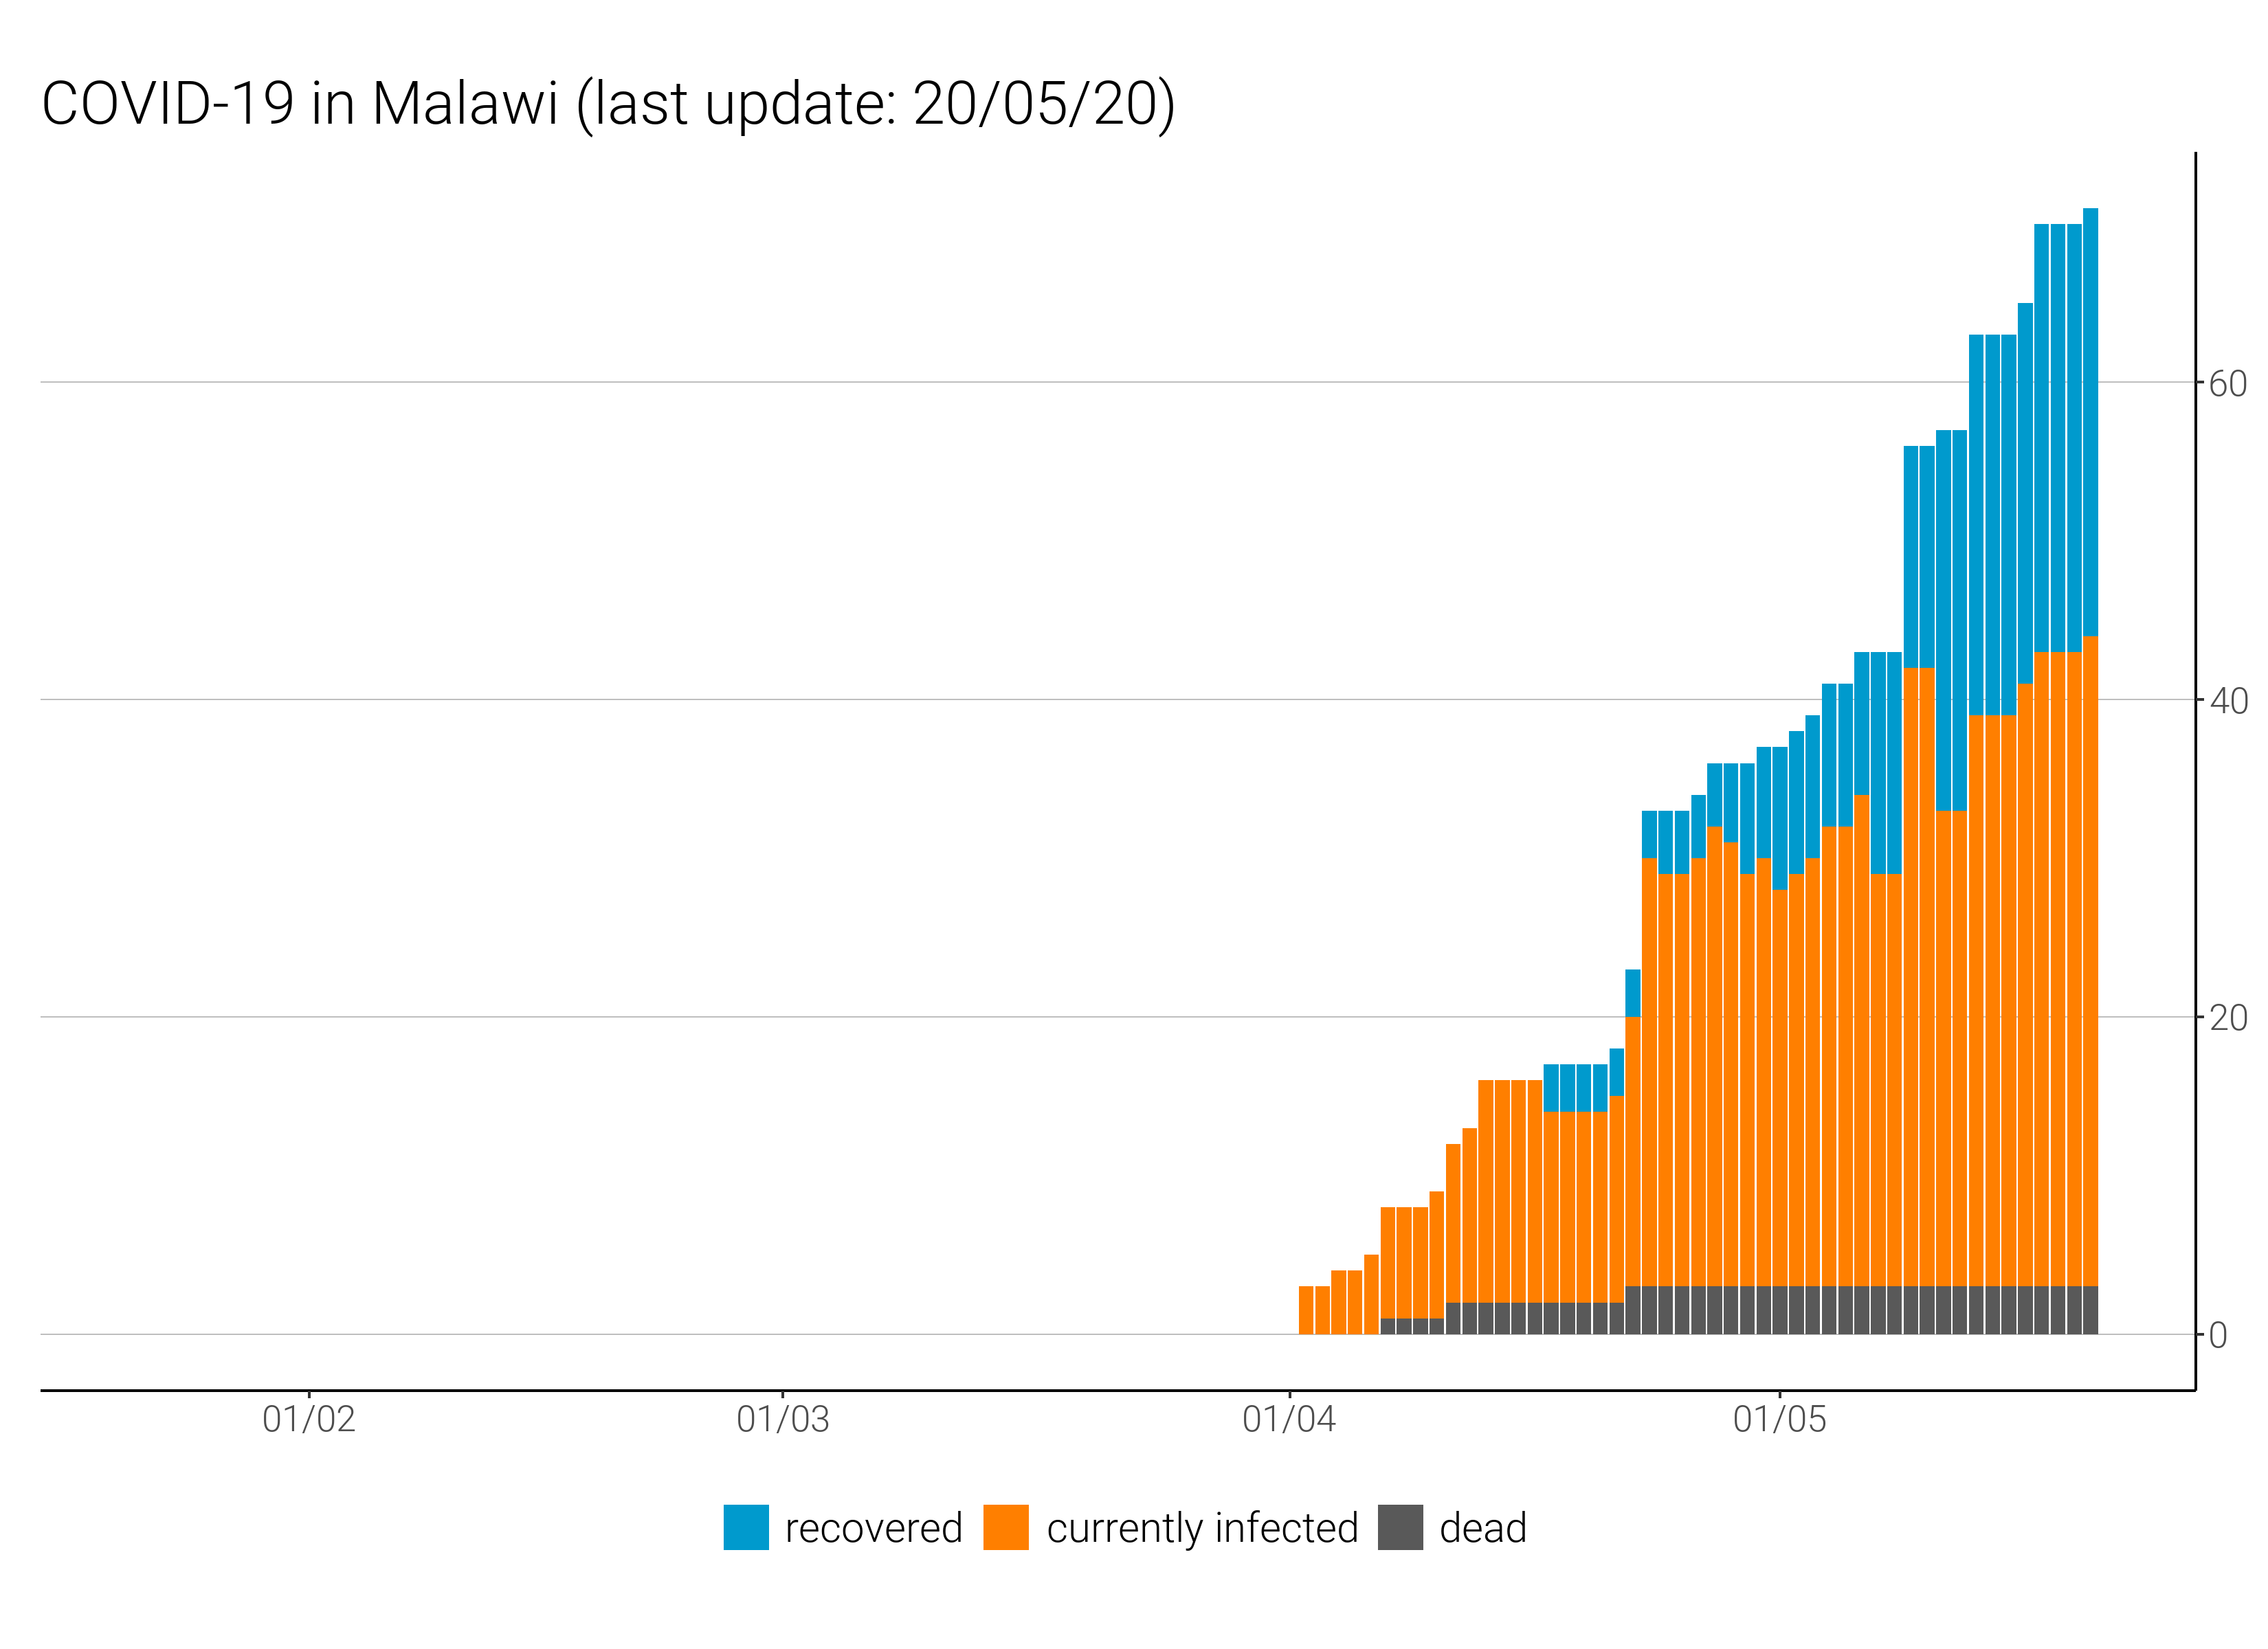 COVID-19 in Malawi (last update: 20/05/20)
60
40
20
0
01/02 01/03 01/04 01/05
recovered currently infected dead